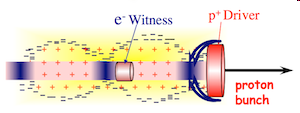 e⁻ Witness
p⁺ Driver
proton
bunch